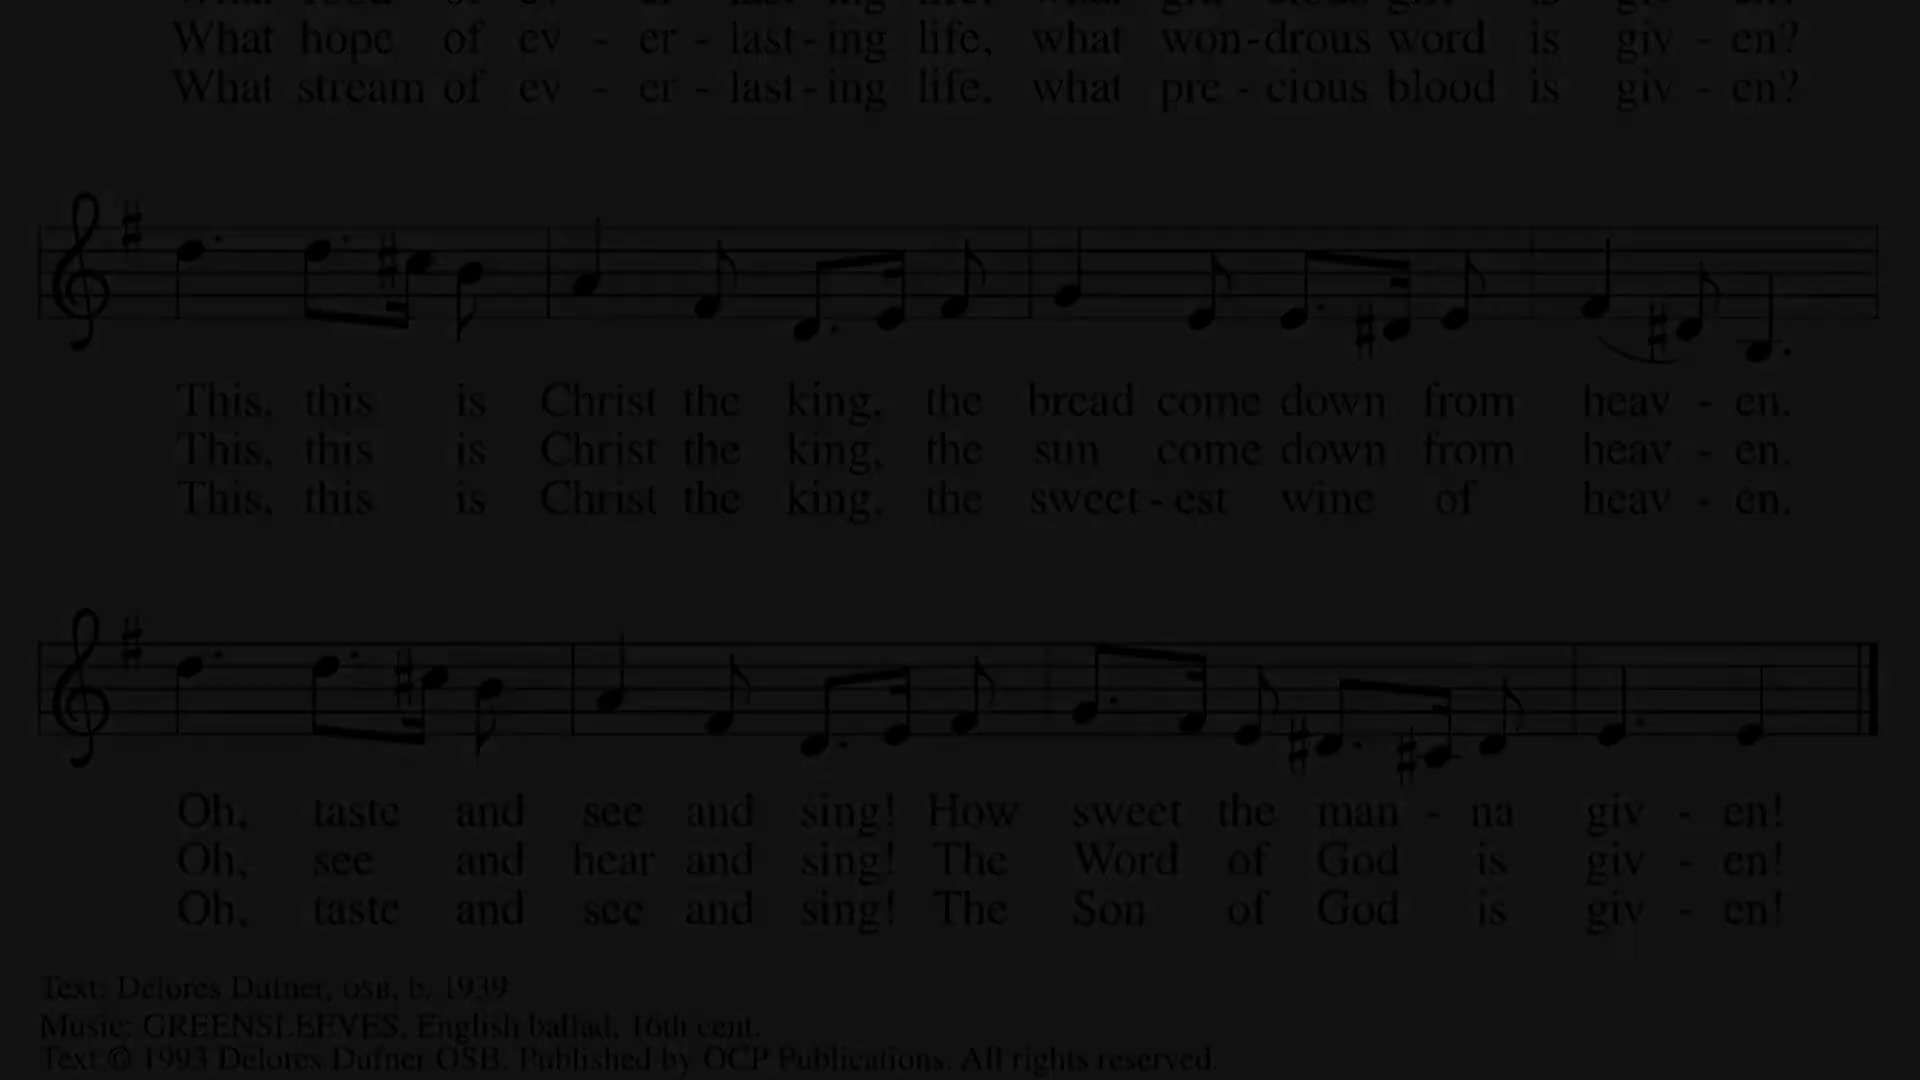 What hope of ev - er - last - ing life, what won - drous word is giv - en?
What stream of ev - er - last - ing life, what pre - cious blood is giv - en?
This, this is Christ the king, the bread come down from heav - en.
This, this is Christ the king, the sun come down from heav - en.
This, this is Christ the king, the sweet - est wine of heav - en.
Oh, taste and see and sing! How sweet the man - na giv - en!
Oh, see and hear and sing! The Word of God is giv - en!
Oh, taste and see and sing! The Son of God is giv - en!
Text: Delores Dufner, OSB, b. 1939
Music: GREENSLEEVES, English ballad, 16th cent.
Text © 1993 Delores Dufner OSB. Published by OCP Publications. All rights reserved.